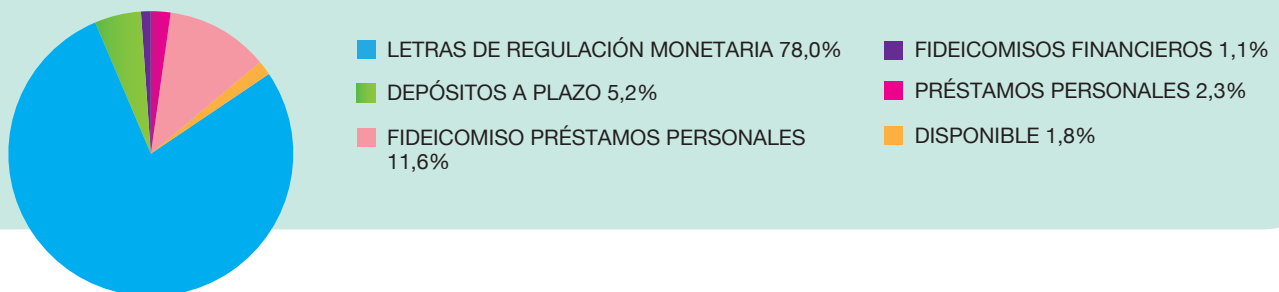 LETRAS DE REGULACIÓN MONETARIA 78,0%
DEPÓSITOS A PLAZO 5,2%
FIDEICOMISO PRÉSTAMOS PERSONALES
11,6%
FIDEICOMISOS FINANCIEROS 1,1%
PRÉSTAMOS PERSONALES 2,3%
DISPONIBLE 1,8%